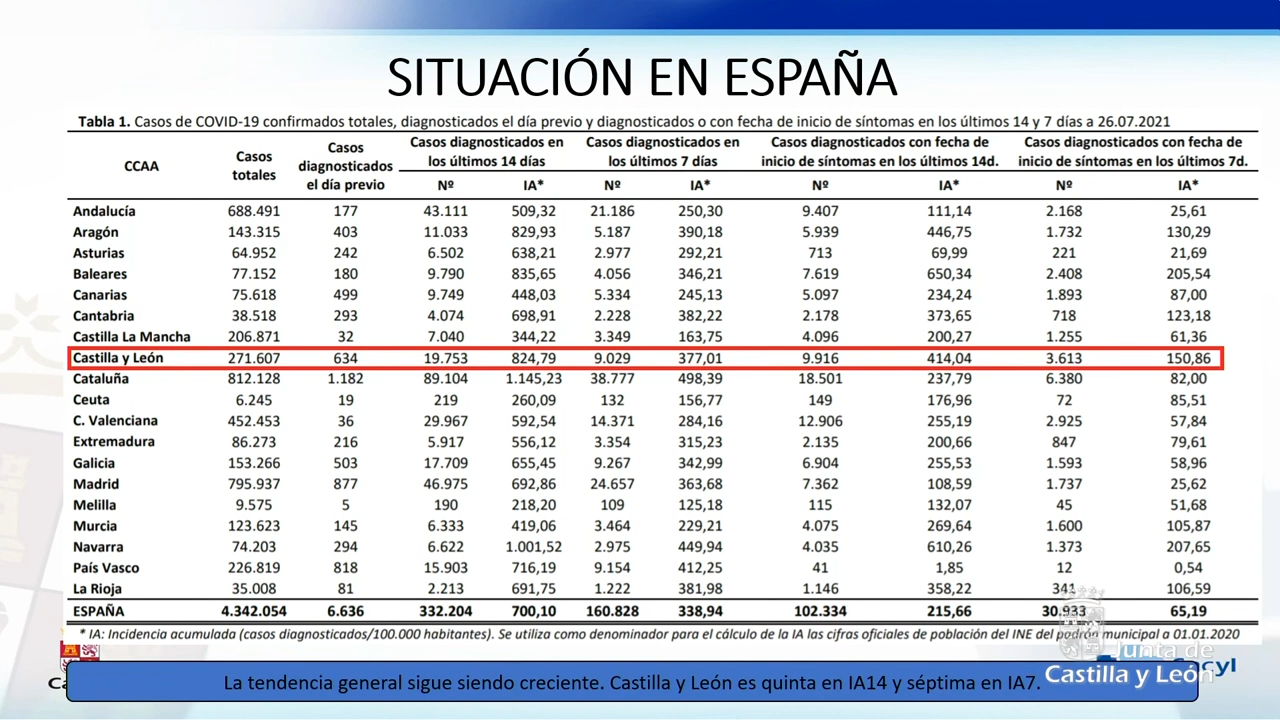 SITUACIÓN EN ESPAÑA
Tabla 1. Casos de COVID-19 confirmados totales, diagnosticados el día previo y diagnosticados o con fecha de inicio de síntomas en los últimos 14 y 7 días a 26.07.2021
CCAA Casos totales Casos diagnosticados el día previo Casos diagnosticados en los últimos 14 días Casos diagnosticados en los últimos 7 días Casos diagnosticados con fecha de inicio de síntomas en los últimos 14d. Casos diagnosticados con fecha de inicio de síntomas en los últimos 7d.
Nº IA* Nº IA* Nº IA* Nº IA*
Andalucía 688.491 177 43.111 509,32 21.186 250,30 9.407 111,14 2.168 25,61
Aragón 143.315 403 11.033 829,93 5.187 390,18 5.939 446,75 1.732 130,29
Asturias 64.952 242 6.502 638,21 2.977 292,21 713 69,99 221 21,69
Baleares 77.152 180 9.790 835,65 4.056 346,21 7.619 650,34 2.408 205,54
Canarias 75.618 499 9.749 448,03 5.334 245,13 5.097 234,24 1.893 87,00
Cantabria 38.518 293 4.074 698,91 2.228 382,22 2.178 373,65 718 123,18
Castilla La Mancha 206.871 32 7.040 344,22 3.349 163,75 4.096 200,27 1.255 61,36
Castilla y León 271.607 634 19.753 824,79 9.029 377,01 9.916 414,04 3.613 150,86
Cataluña 812.128 1.182 89.104 1.145,23 38.777 498,39 18.501 237,79 6.380 82,00
Ceuta 6.245 19 219 260,09 132 156,77 149 176,96 72 85,51
C. Valenciana 452.453 36 29.967 592,54 14.371 284,16 12.906 255,19 2.925 57,84
Extremadura 86.273 216 5.917 556,12 3.354 315,23 2.135 200,66 847 79,61
Galicia 153.266 503 17.709 655,45 9.267 342,99 6.904 255,53 1.593 58,96
Madrid 795.937 877 46.975 692,86 24.657 363,68 7.362 108,59 1.737 25,62
Melilla 9.575 5 190 218,20 109 125,18 115 132,07 45 51,68
Murcia 123.623 145 6.333 419,06 3.464 229,21 4.075 269,64 1.600 105,87
Navarra 74.203 294 6.622 1.001,52 2.975 449,94 4.035 610,26 1.373 207,65
País Vasco 226.819 818 15.903 716,19 9.154 412,25 41 1,85 12 0,54
La Rioja 35.008 81 2.213 691,75 1.222 381,98 1.146 358,22 341 106,59
ESPAÑA 4.342.054 6.636 332.204 700,10 160.828 338,94 102.334 215,66 30.933 65,19
* IA: Incidencia acumulada (casos diagnosticados/100.000 habitantes). Se utiliza como denominador para el cálculo de la IA las cifras oficiales de población del INE del padrón municipal a 01.01.2020
La tendencia general sigue siendo creciente. Castilla y León es quinta en IA14 y séptima en IA7.
Junta de
Castilla y León